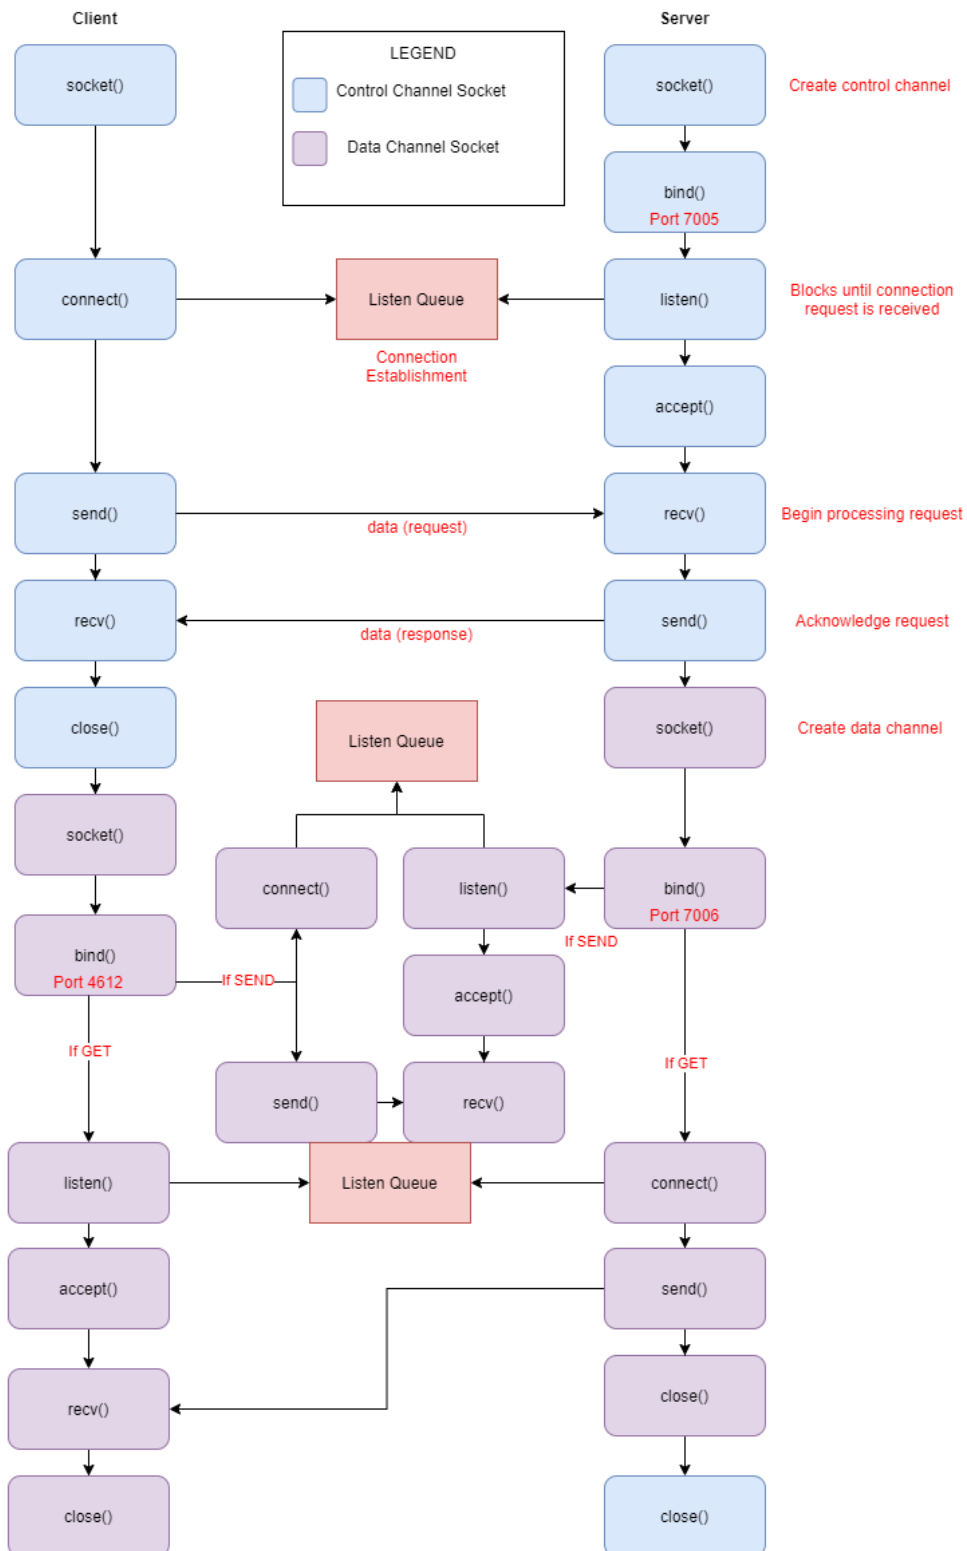 Client
Server
LEGEND
Control Channel Socket
Data Channel Socket
socket()
socket()
Create control channel
bind()
Port 7005
connect()
Listen Queue
listen()
Blocks until connection
request is received
Connection
Establishment
accept()
send()
data (request)
recv()
Begin processing request
recv()
data (response)
send()
Acknowledge request
close()
Listen Queue
socket()
Create data channel
socket()
connect()
listen()
bind()
Port 7006
If SEND
bind()
Port 4612
If SEND
accept()
If GET
If GET
send()
recv()
listen()
Listen Queue
connect()
accept()
send()
recv()
close()
close()
close()